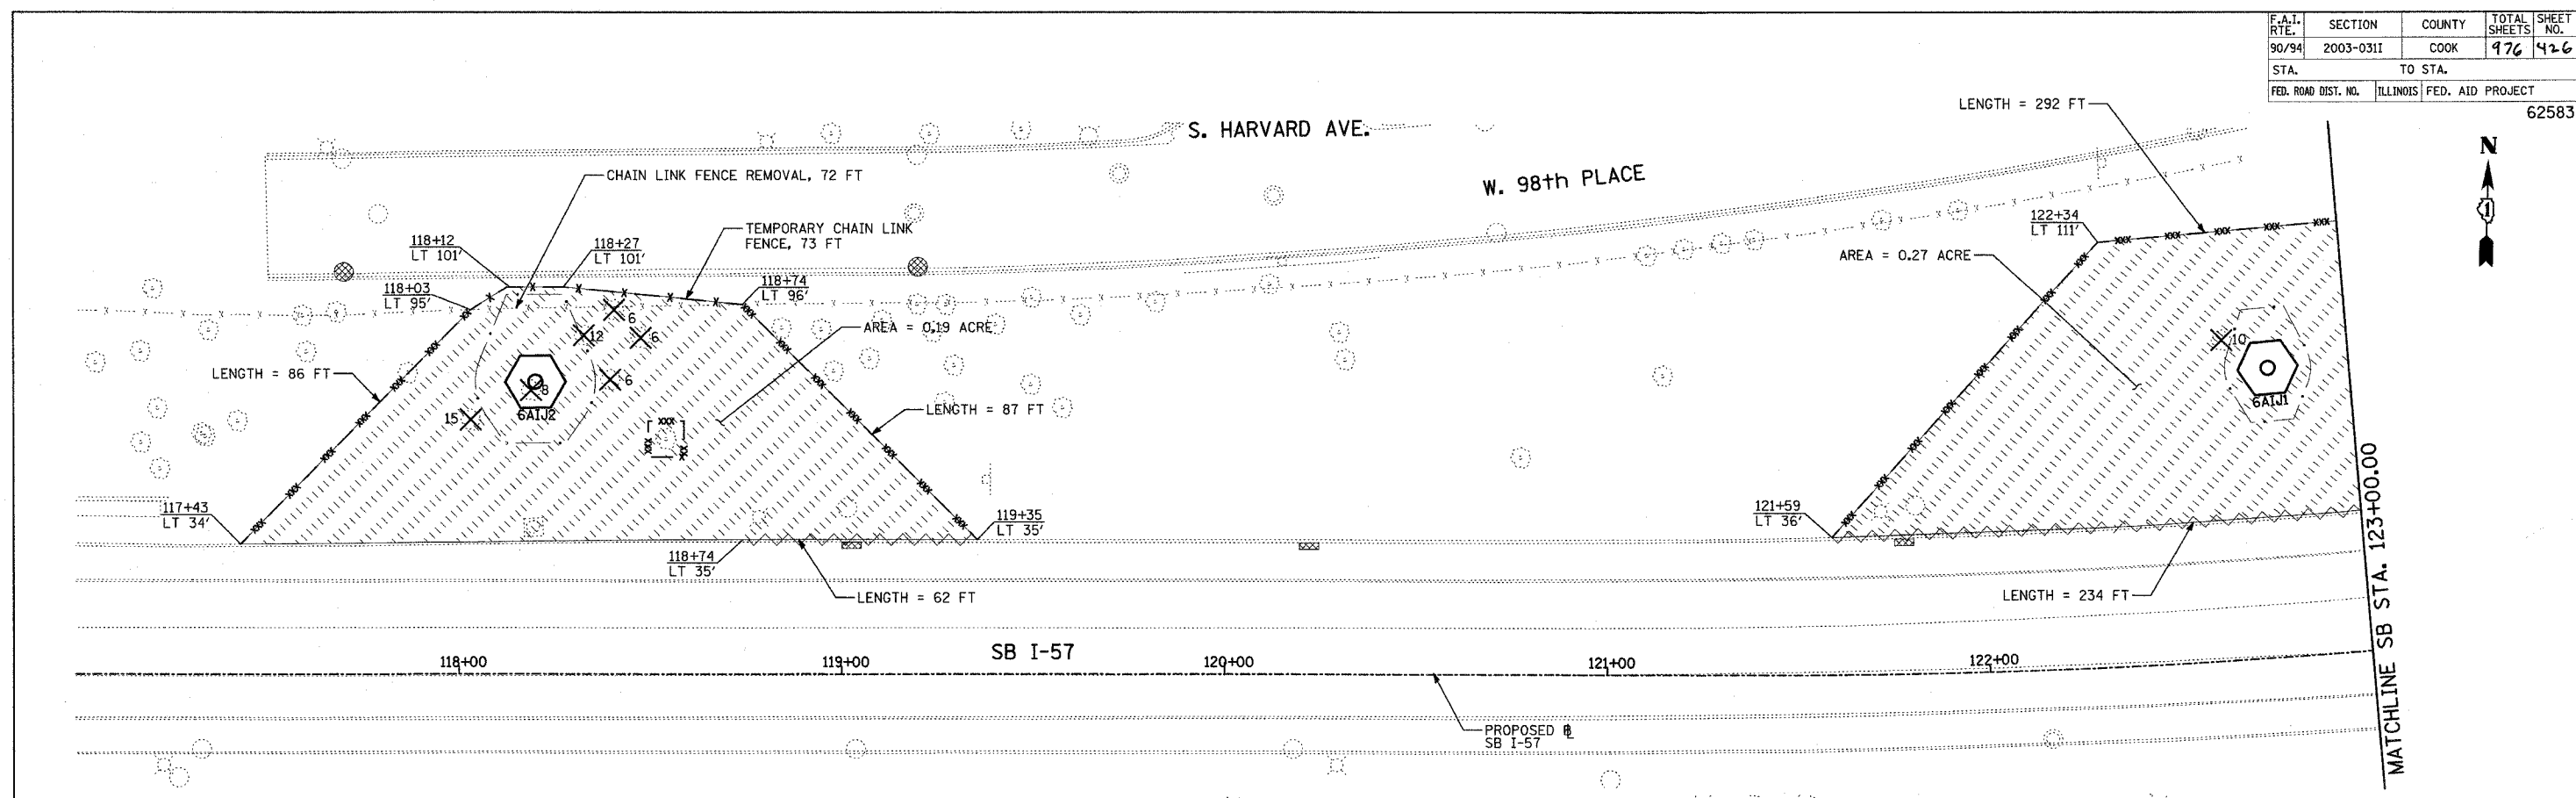 F.A.I. RTE. SECTION COUNTY TOTAL SHEETS SHEET NO.
90/94 2003-031I COOK 976 426
STA. TO STA.
FED. ROAD DIST. NO. ILLINOIS FED. AID PROJECT
62583
LENGTH = 292 FT
S. HARVARD AVE.
N
1
CHAIN LINK FENCE REMOVAL, 72 FT
W. 98th PLACE
TEMPORARY CHAIN LINK
FENCE, 73 FT
118+12
LT 101'
118+27
LT 101'
122+34
LT 111'
AREA = 0.27 ACRE
118+03
LT 95'
118+74
LT 96'
6
12
6
AREA = 0.19 ACRE
10
LENGTH = 86 FT
6
8
6AIJ2
15
LENGTH = 87 FT
6AIJ1
117+43
LT 34'
119+35
LT 35'
121+59
LT 36'
118+74
LT 35'
LENGTH = 62 FT
LENGTH = 234 FT
MATCHLINE SB STA. 123+00.00
SB I-57
118+00
119+00
120+00
121+00
122+00
PROPOSED ⅊
SB I-57